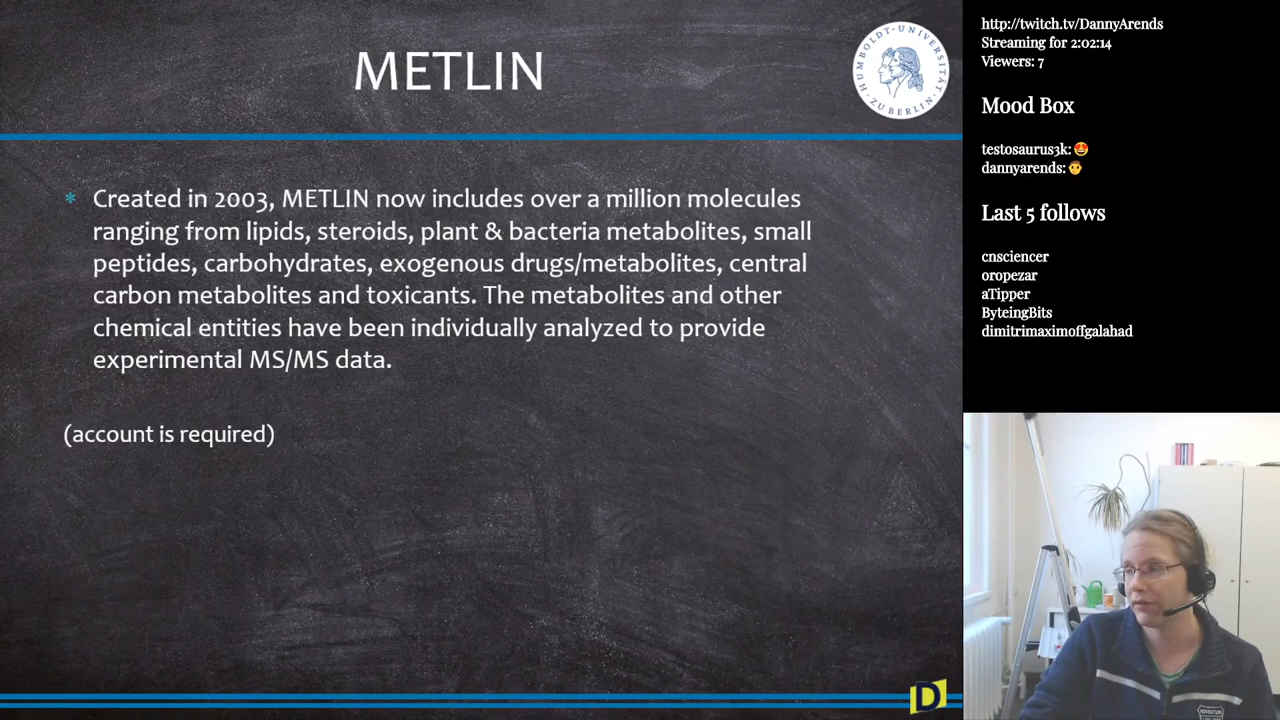 METLIN
HUMBOLDT-UNIVERSITÄT ZU BERLIN
* Created in 2003, METLIN now includes over a million molecules
ranging from lipids, steroids, plant & bacteria metabolites, small
peptides, carbohydrates, exogenous drugs/metabolites, central
carbon metabolites and toxicants. The metabolites and other
chemical entities have been individually analyzed to provide
experimental MS/MS data.
(account is required)
D
http://twitch.tv/DannyArends
Streaming for 2:02:14
Viewers: 7
Mood Box
testosaurus3k: 🤩
dannyarends: 👨
Last 5 follows
cnsciencer
oropezar
aTipper
ByteingBits
dimitrimaximoffgalahad
ADVENTURE